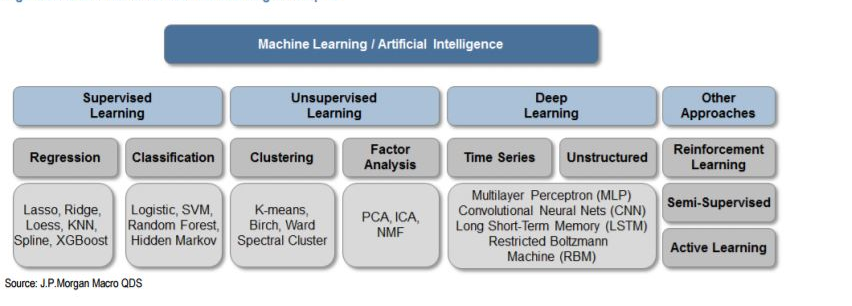 Machine Learning / Artificial Intelligence
Supervised
Learning
Unsupervised
Learning
Deep
Learning
Other
Approaches
Regression
Classification
Clustering
Factor
Analysis
Time Series
Unstructured
Reinforcement
Learning
Lasso, Ridge,
Loess, KNN,
Spline, XGBoost
Logistic, SVM,
Random Forest,
Hidden Markov
K-means,
Birch, Ward
Spectral Cluster
PCA, ICA,
NMF
Multilayer Perceptron (MLP)
Convolutional Neural Nets (CNN)
Long Short-Term Memory (LSTM)
Restricted Boltzmann
Machine (RBM)
Semi-Supervised
Active Learning
Source: J.P.Morgan Macro QDS